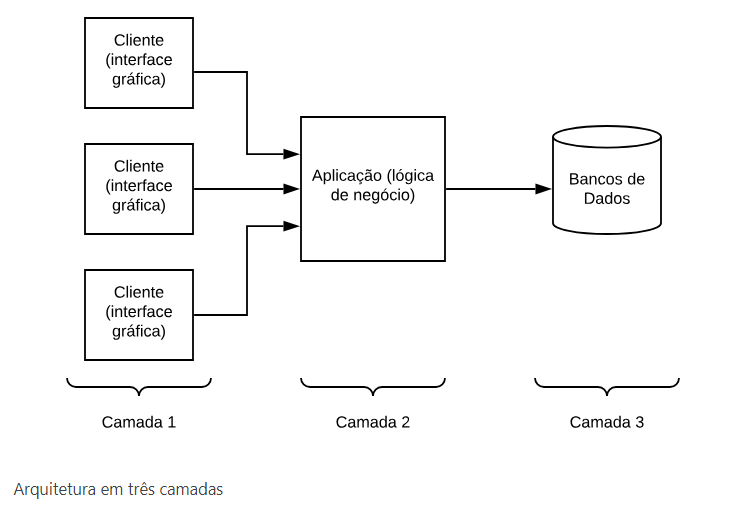 Cliente
(interface
gráfica)
Cliente
(interface
gráfica)
Cliente
(interface
gráfica)
Aplicação (lógica
de negócio)
Bancos de
Dados
Camada 1
Camada 2
Camada 3
Arquitetura em três camadas